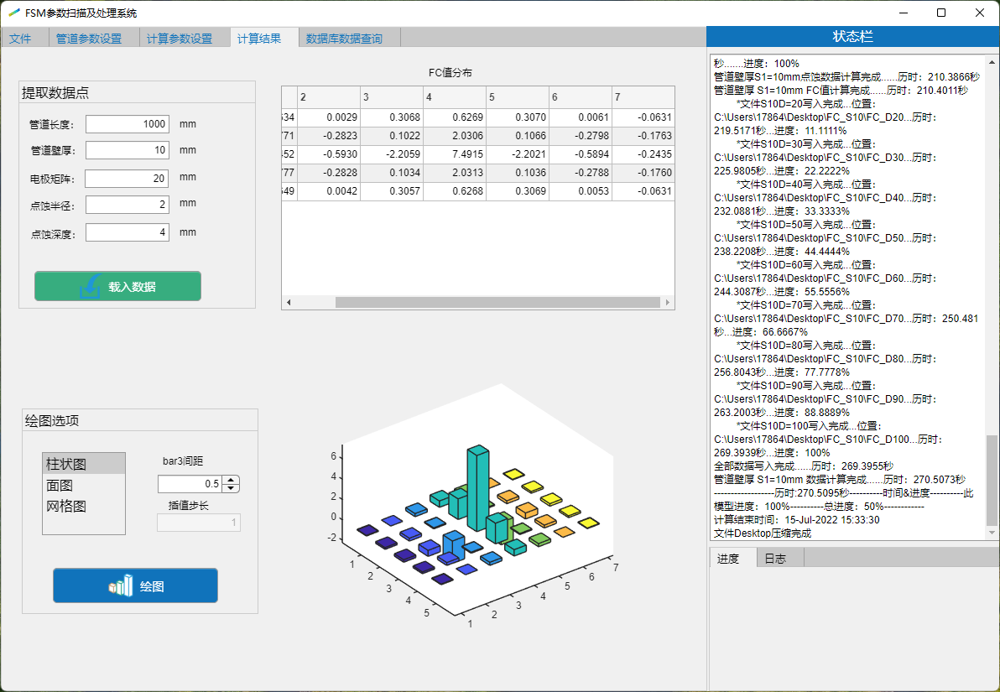 FSM参数扫描及处理系统
文件
管道参数设置
计算参数设置
计算结果
数据库数据查询
提取数据点
管道长度: 1000 mm
管道壁厚: 10 mm
电极矩阵: 20 mm
点蚀半径: 2 mm
点蚀深度: 4 mm
载入数据
FC值分布
2 3 4 5 6 7
534 0.0029 0.3068 0.6269 0.3070 0.0061 -0.0631
771 -0.2823 0.1022 2.0306 0.1066 -0.2798 -0.1763
452 -0.5930 -2.2059 7.4915 -2.2021 -0.5894 -0.2435
777 -0.2828 0.1034 2.0313 0.1036 -0.2788 -0.1760
549 0.0042 0.3057 0.6268 0.3069 0.0053 -0.0631
绘图选项
柱状图
面图
网格图
bar3间距
0.5
插值步长
1
绘图
6
4
2
0
-2
1
2
3
4
5
1
2
3
4
5
6
7
状态栏
秒.......进度：100%
管道壁厚S1=10mm点蚀数据计算完成......历时：210.3866秒
管道壁厚 S1=10mm FC值计算完成......历时：210.4011秒
*文件S10D=20写入完成...位置：
C:\Users\17864\Desktop\FC_S10\FC_D20...历时：
219.5171秒...进度：11.1111%
*文件S10D=30写入完成...位置：
C:\Users\17864\Desktop\FC_S10\FC_D30...历时：
225.9805秒...进度：22.2222%
*文件S10D=40写入完成...位置：
C:\Users\17864\Desktop\FC_S10\FC_D40...历时：
232.0881秒...进度：33.3333%
*文件S10D=50写入完成...位置：
C:\Users\17864\Desktop\FC_S10\FC_D50...历时：
238.2208秒...进度：44.4444%
*文件S10D=60写入完成...位置：
C:\Users\17864\Desktop\FC_S10\FC_D60...历时：
244.3087秒...进度：55.5556%
*文件S10D=70写入完成...位置：
C:\Users\17864\Desktop\FC_S10\FC_D70...历时：250.481
秒...进度：66.6667%
*文件S10D=80写入完成...位置：
C:\Users\17864\Desktop\FC_S10\FC_D80...历时：
256.8043秒...进度：77.7778%
*文件S10D=90写入完成...位置：
C:\Users\17864\Desktop\FC_S10\FC_D90...历时：
263.2003秒...进度：88.8889%
*文件S10D=100写入完成...位置：
C:\Users\17864\Desktop\FC_S10\FC_D100...历时：
269.3939秒...进度：100%
全部数据写入完成......历时：269.3955秒
管道壁厚 S1=10mm 数据计算完成......历时：270.5073秒
------------------历时:270.5095秒----------时间&进度----------此
模型进度：100%----------总进度：50%------------
计算结束时间：15-Jul-2022 15:33:30
文件Desktop压缩完成
进度
日志